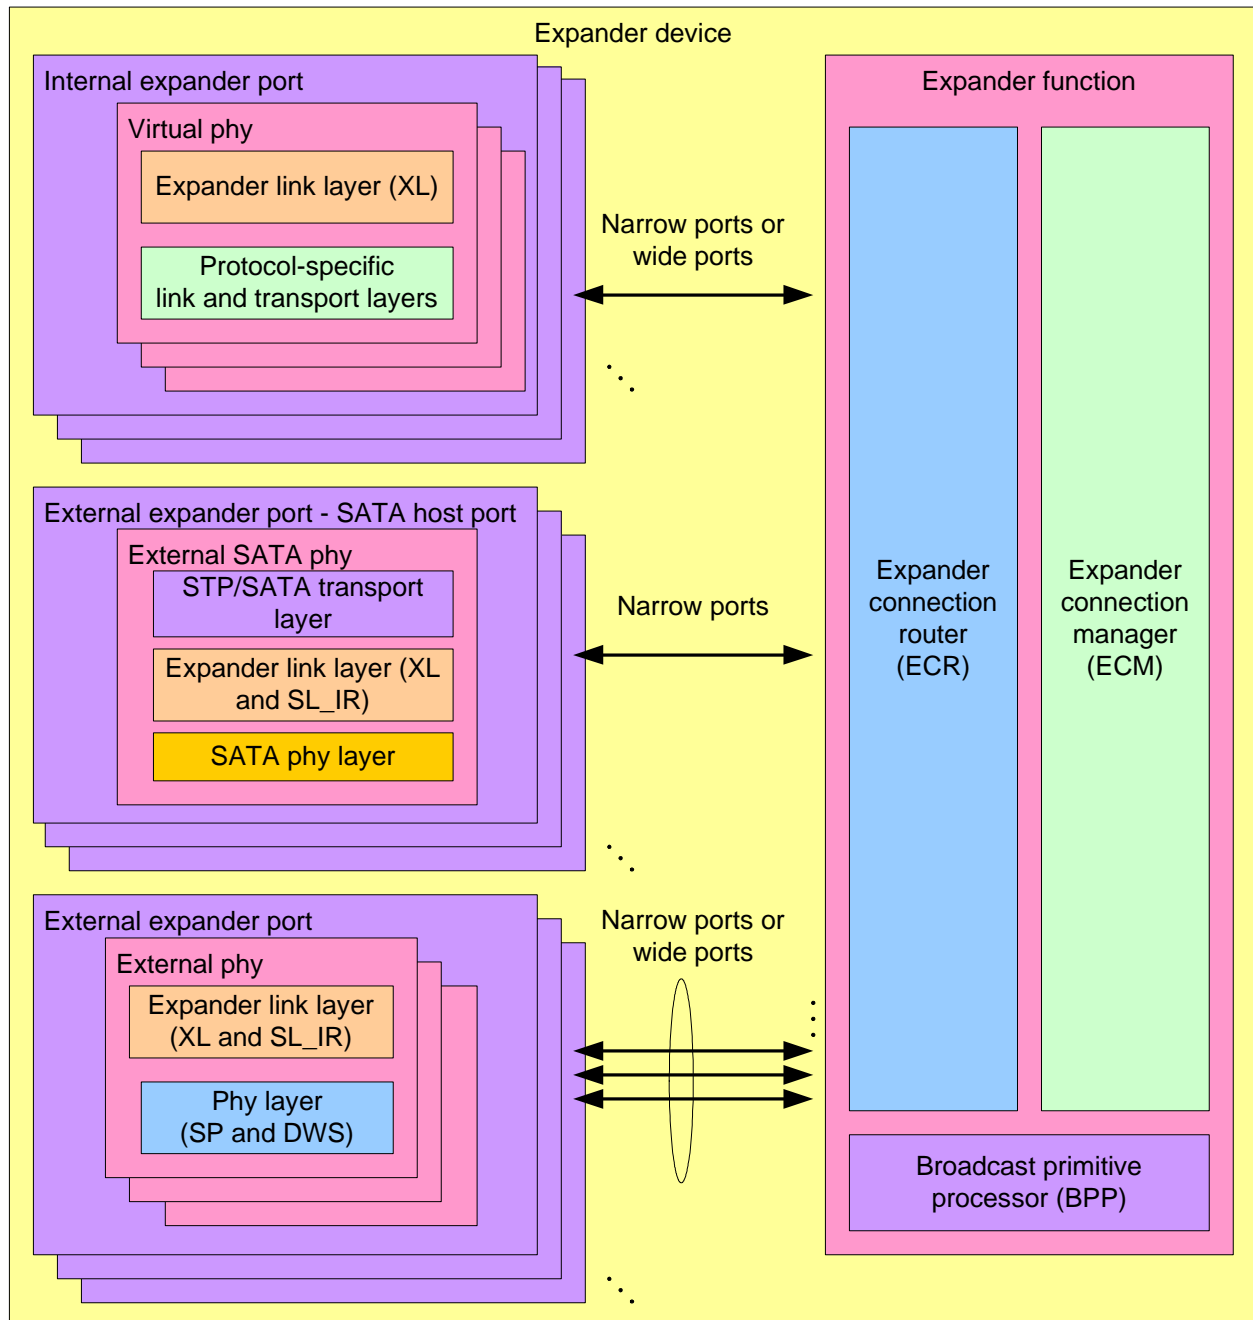 Expander device
Internal expander port
Virtual phy
Expander link layer (XL)
Protocol-specific
link and transport layers
Narrow ports or
wide ports
External expander port - SATA host port
External SATA phy
STP/SATA transport
layer
Expander link layer (XL
and SL_IR)
SATA phy layer
Narrow ports
External expander port
External phy
Expander link layer
(XL and SL_IR)
Phy layer
(SP and DWS)
Narrow ports or
wide ports
Expander function
Expander
connection
router
(ECR)
Expander
connection
manager
(ECM)
Broadcast primitive
processor (BPP)